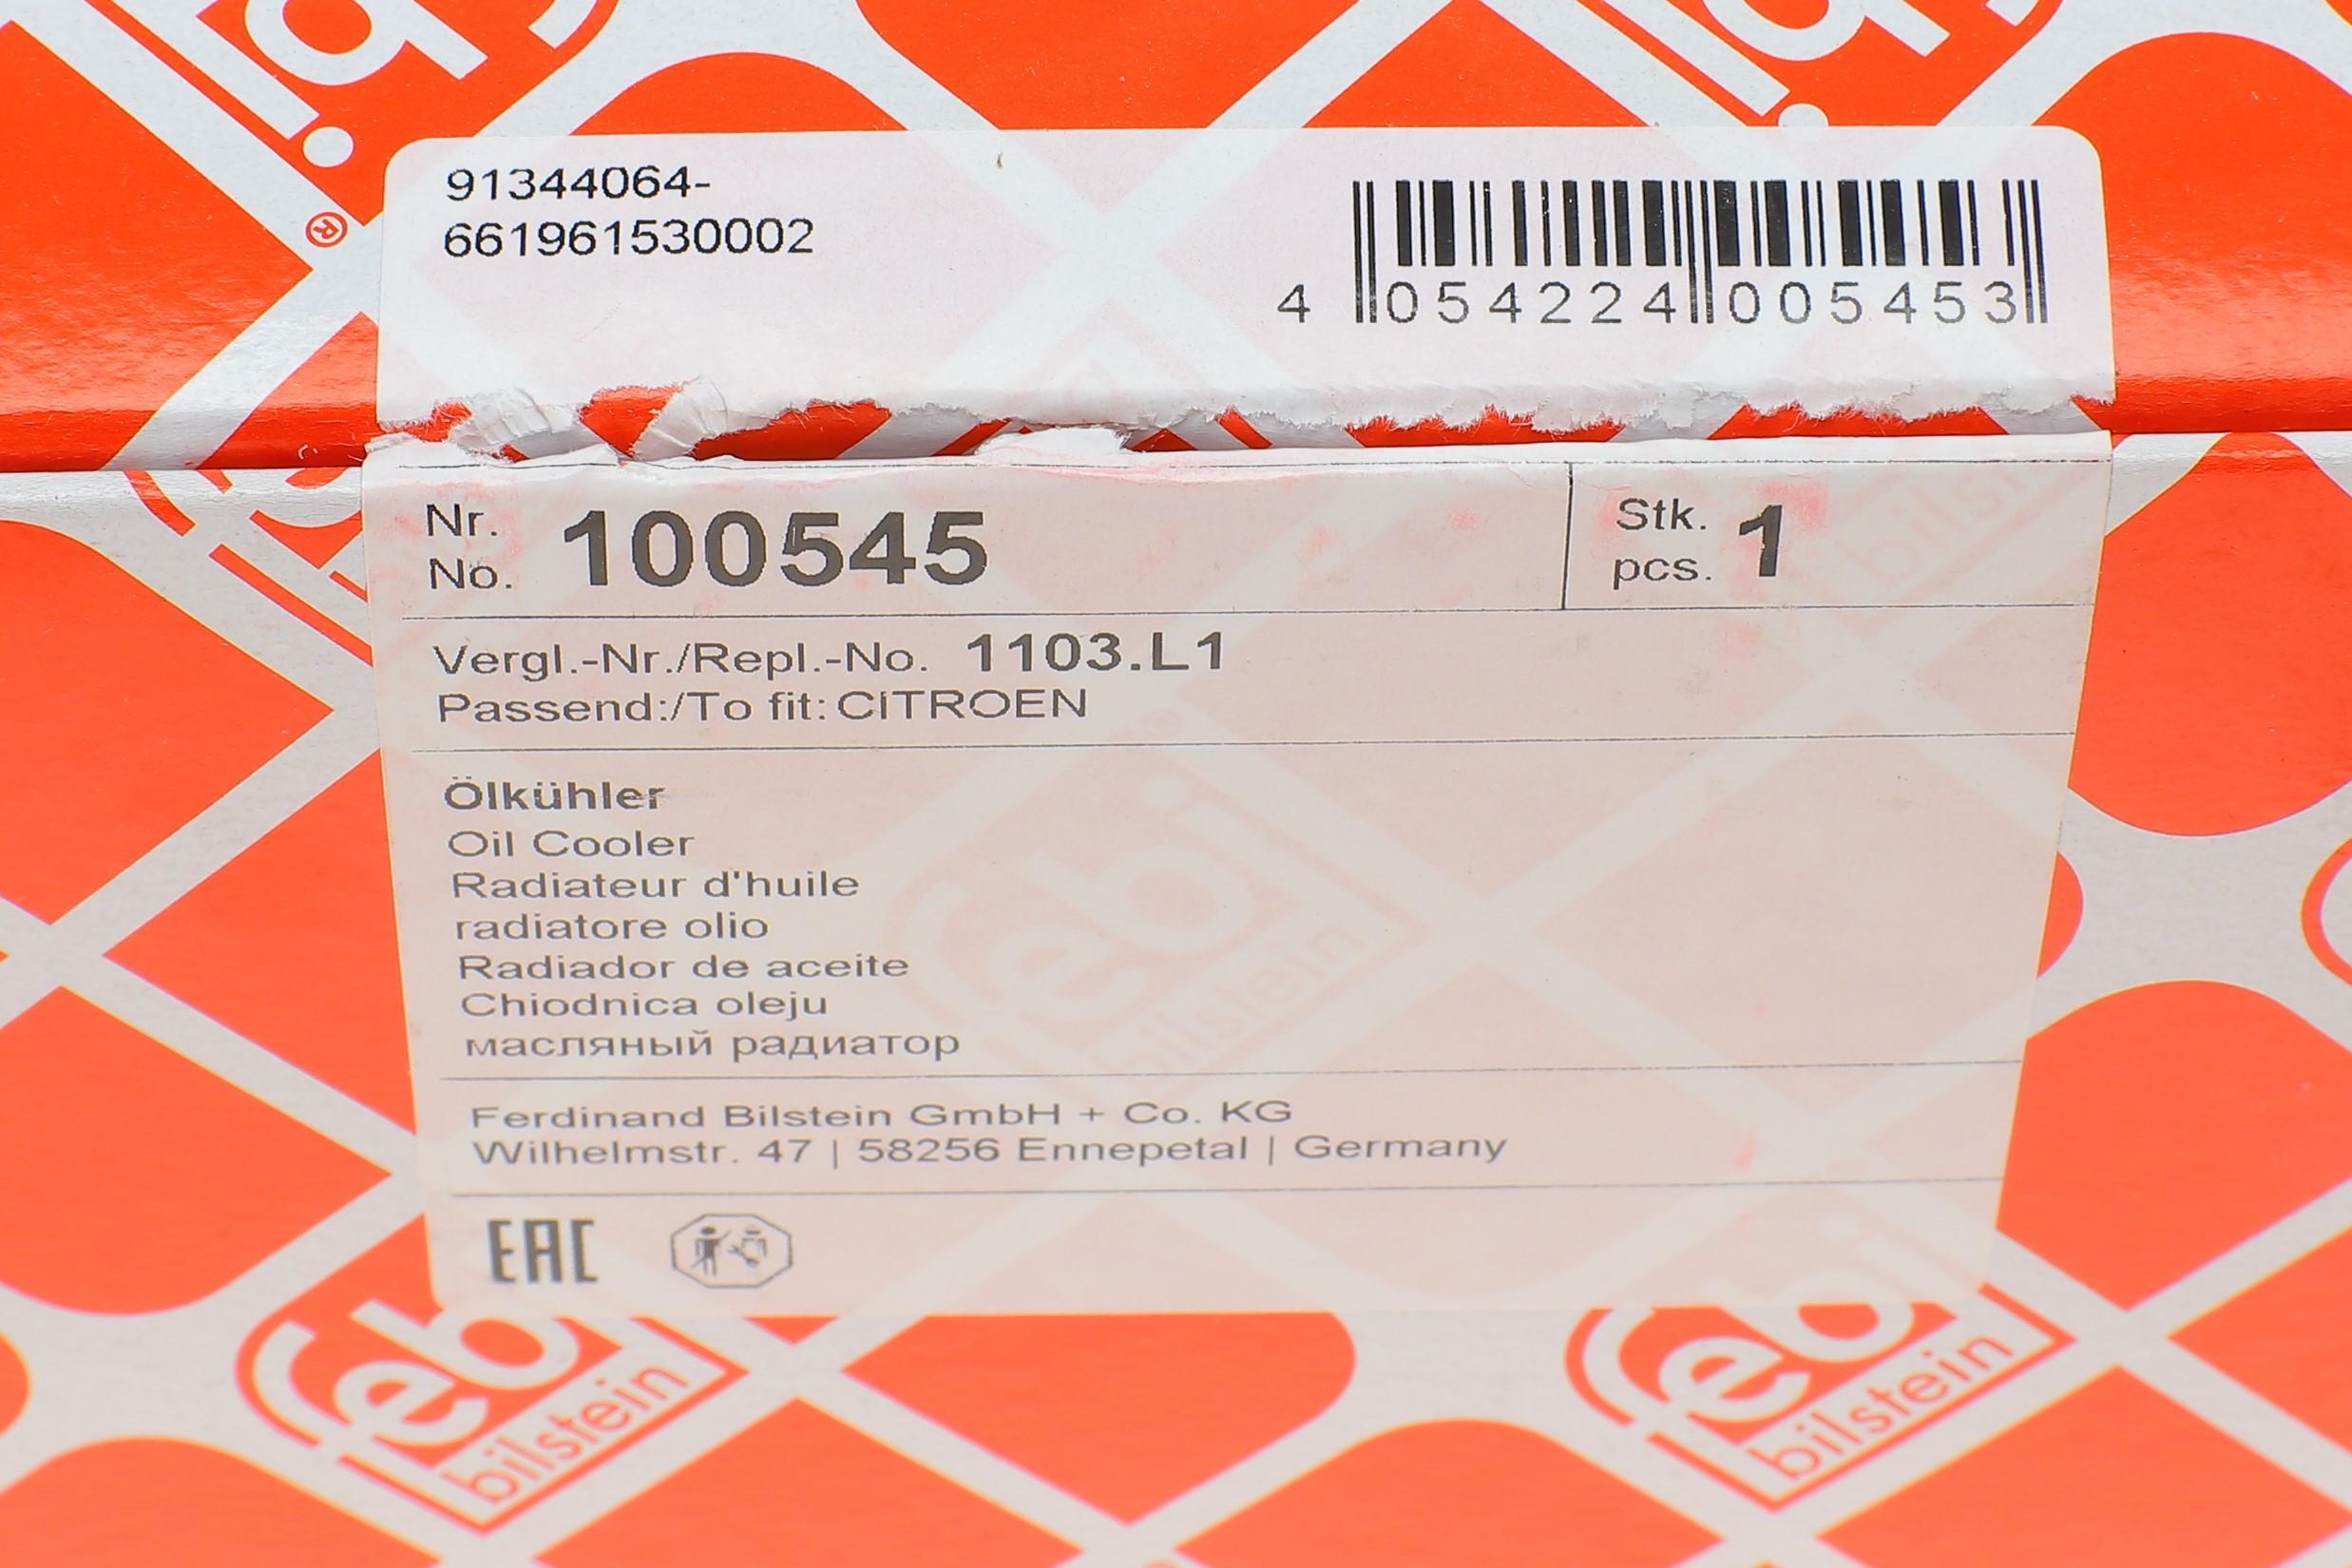 91344064-
661961530002
4 054224 005453
Nr.
No. 100545
Stk.
pcs. 1
Vergl.-Nr./Repl.-No. 1103.L1
Passend:/To fit: CITROEN
Ölkühler
Oil Cooler
Radiateur d'huile
radiatore olio
Radiador de aceite
Chiodnica oleju
масляный радиатор
Ferdinand Bilstein GmbH + Co. KG
Wilhelmstr. 47 | 58256 Ennepetal | Germany
EAC
febi
bilstein
febi
bilstein
febi
bilstein